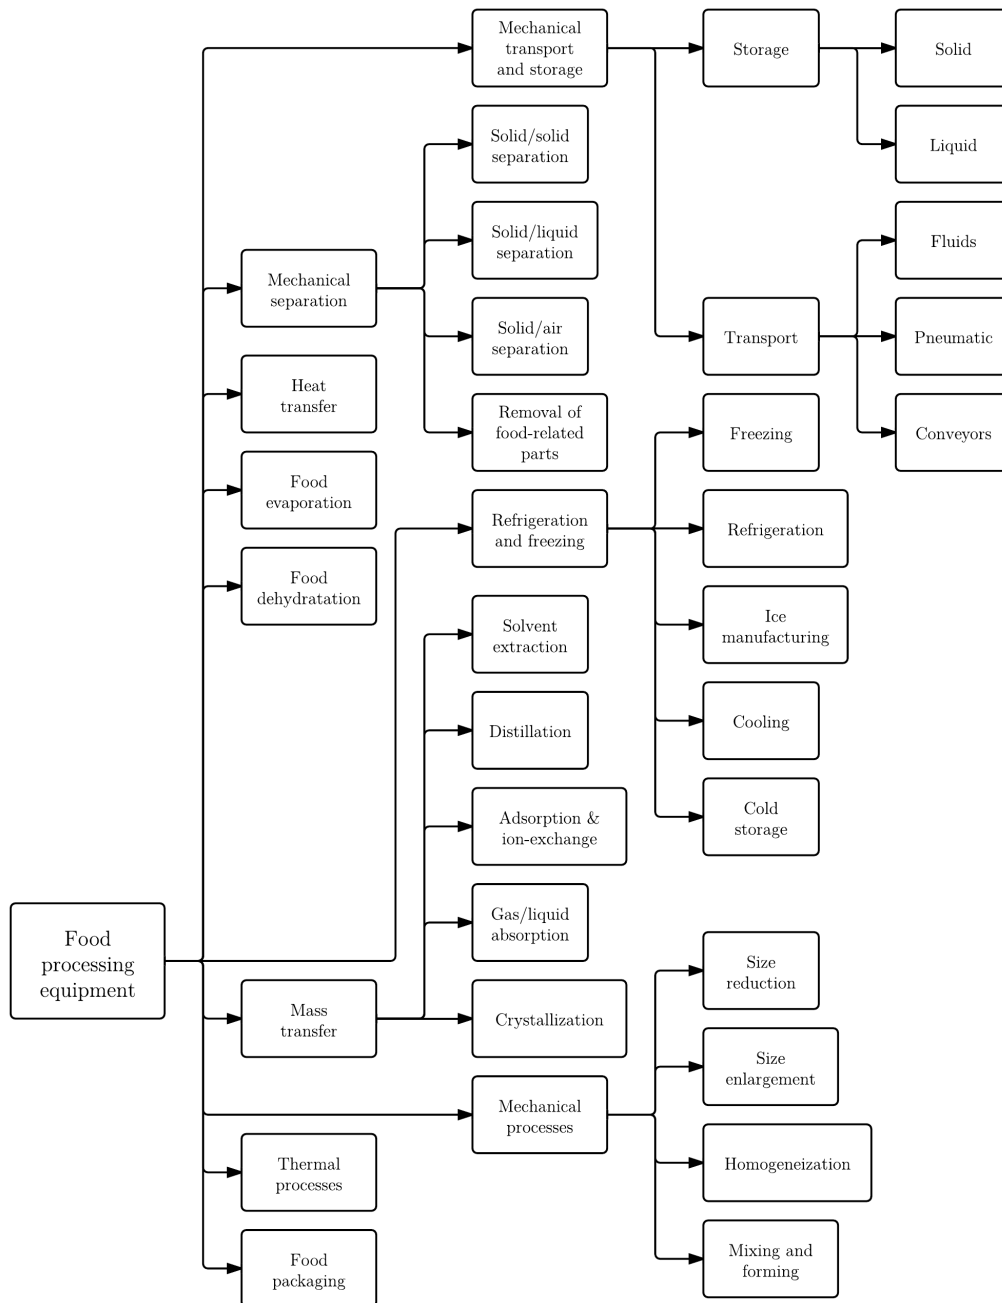 Mechanical
transport
and storage
Storage
Solid
Solid/solid
separation
Liquid
Solid/liquid
separation
Fluids
Mechanical
separation
Solid/air
separation
Transport
Pneumatic
Heat
transfer
Removal of
food-related
parts
Freezing
Conveyors
Food
evaporation
Refrigeration
and freezing
Refrigeration
Food
dehydratation
Solvent
extraction
Ice
manufacturing
Distillation
Cooling
Adsorption &
ion-exchange
Cold
storage
Food
processing
equipment
Gas/liquid
absorption
Size
reduction
Mass
transfer
Crystallization
Size
enlargement
Mechanical
processes
Thermal
processes
Homogeneization
Food
packaging
Mixing and
forming